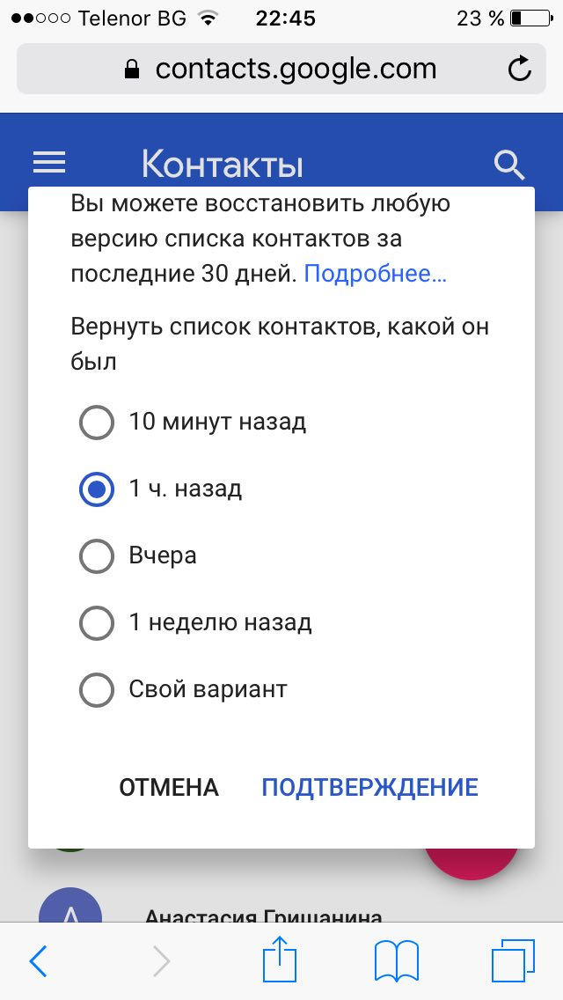 Telenor BG 22:45 23 %
contacts.google.com
Контакты
Вы можете восстановить любую
версию списка контактов за
последние 30 дней. Подробнее...
Вернуть список контактов, какой он
был
10 минут назад
1 ч. назад
Вчера
1 неделю назад
Свой вариант
ОТМЕНА ПОДТВЕРЖДЕНИЕ
А
Анастасия Гришанина